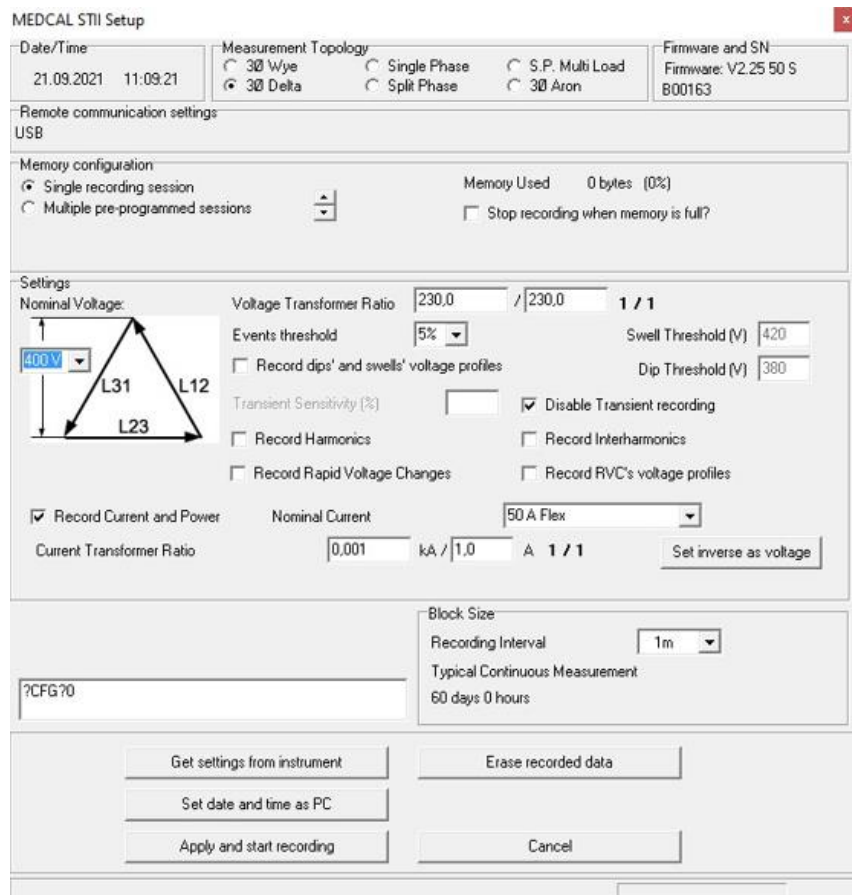 MEDCAL STII Setup
x
Date/Time
21.09.2021 11:09:21
Measurement Topology
3Ø Wye Single Phase S.P. Multi Load
3Ø Delta Split Phase 3Ø Aron
Firmware and SN
Firmware: V2.25 50 S
B00163
Remote communication settings
USB
Memory configuration
Single recording session
Multiple pre-programmed sessions
Memory Used 0 bytes (0%)
Stop recording when memory is full?
Settings
Nominal Voltage:
400 V
L31
L12
L23
Voltage Transformer Ratio 230,0 / 230,0 1 / 1
Events threshold 5% Swell Threshold (V) 420
Record dips' and swells' voltage profiles Dip Threshold (V) 380
Transient Sensitivity (%) Disable Transient recording
Record Harmonics Record Interharmonics
Record Rapid Voltage Changes Record RVC's voltage profiles
Record Current and Power Nominal Current 50 A Flex
Current Transformer Ratio 0,001 kA / 1,0 A 1 / 1 Set inverse as voltage
Block Size
Recording Interval 1m
Typical Continuous Measurement
60 days 0 hours
?CFG?0
Get settings from instrument Erase recorded data
Set date and time as PC
Apply and start recording Cancel